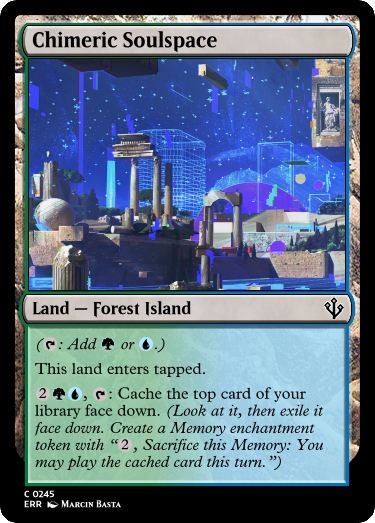 Chimeric Soulspace
Land — Forest Island
(: Add or .)
This land enters tapped.
2, : Cache the top card of your
library face down. (Look at it, then exile it
face down. Create a Memory enchantment
token with “2, Sacrifice this Memory: You
may play the cached card this turn.”)
C 0245
ERR Marcin Basta